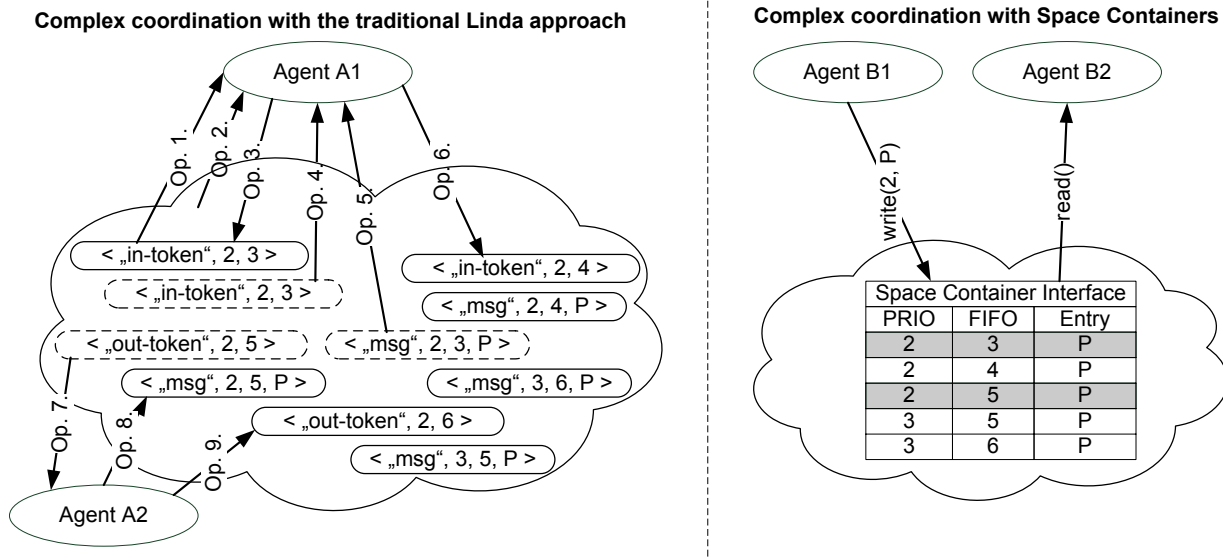 Complex coordination with the traditional Linda approach
Agent A1
Op. 1.
Op. 2.
Op. 3.
Op. 4.
Op. 5.
Op. 6.
< „in-token“, 2, 3 >
< „in-token“, 2, 4 >
< „in-token“, 2, 3 >
< „msg“, 2, 4, P >
< „out-token“, 2, 5 >
< „msg“, 2, 3, P >
< „msg“, 2, 5, P >
< „msg“, 3, 6, P >
< „out-token“, 2, 6 >
< „msg“, 3, 5, P >
Op. 7.
Op. 8.
Op. 9.
Agent A2
Complex coordination with Space Containers
Agent B1
Agent B2
write(2, P)
read()
Space Container Interface
PRIO FIFO Entry
2 3 P
2 4 P
2 5 P
3 5 P
3 6 P